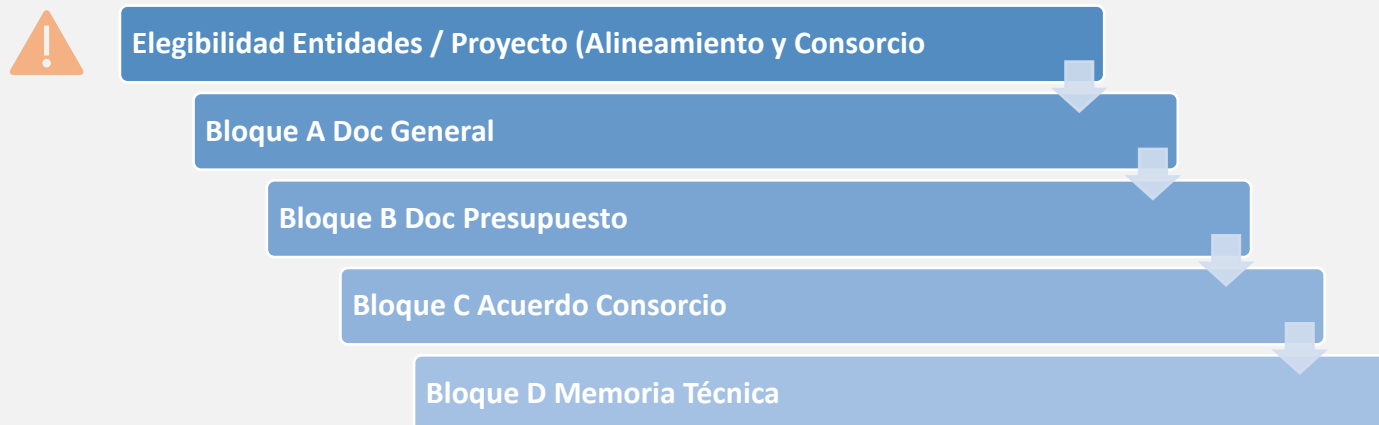 Elegibilidad Entidades / Proyecto (Alineamiento y Consorcio
Bloque A Doc General
Bloque B Doc Presupuesto
Bloque C Acuerdo Consorcio
Bloque D Memoria Técnica